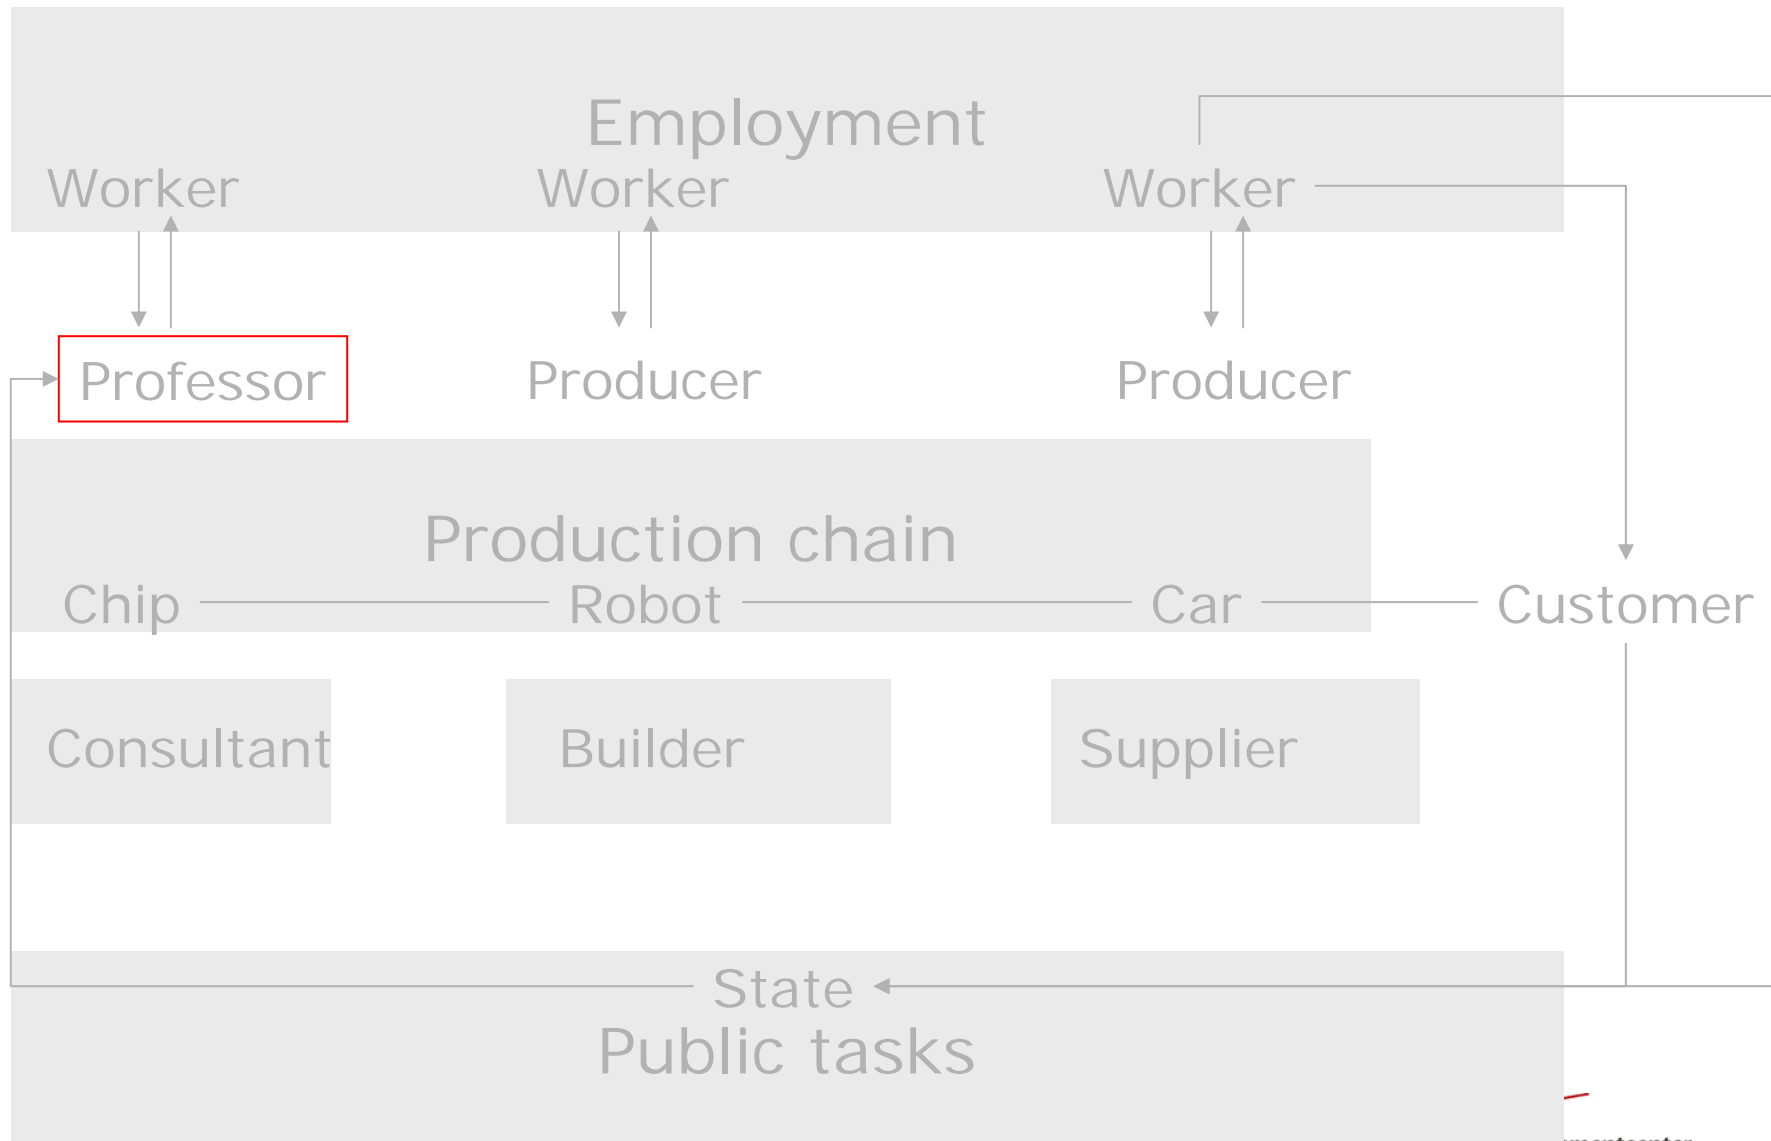 Employment
Worker Worker Worker
Professor Producer Producer
Production chain
Chip Robot Car Customer
Consultant Builder Supplier
State
Public tasks